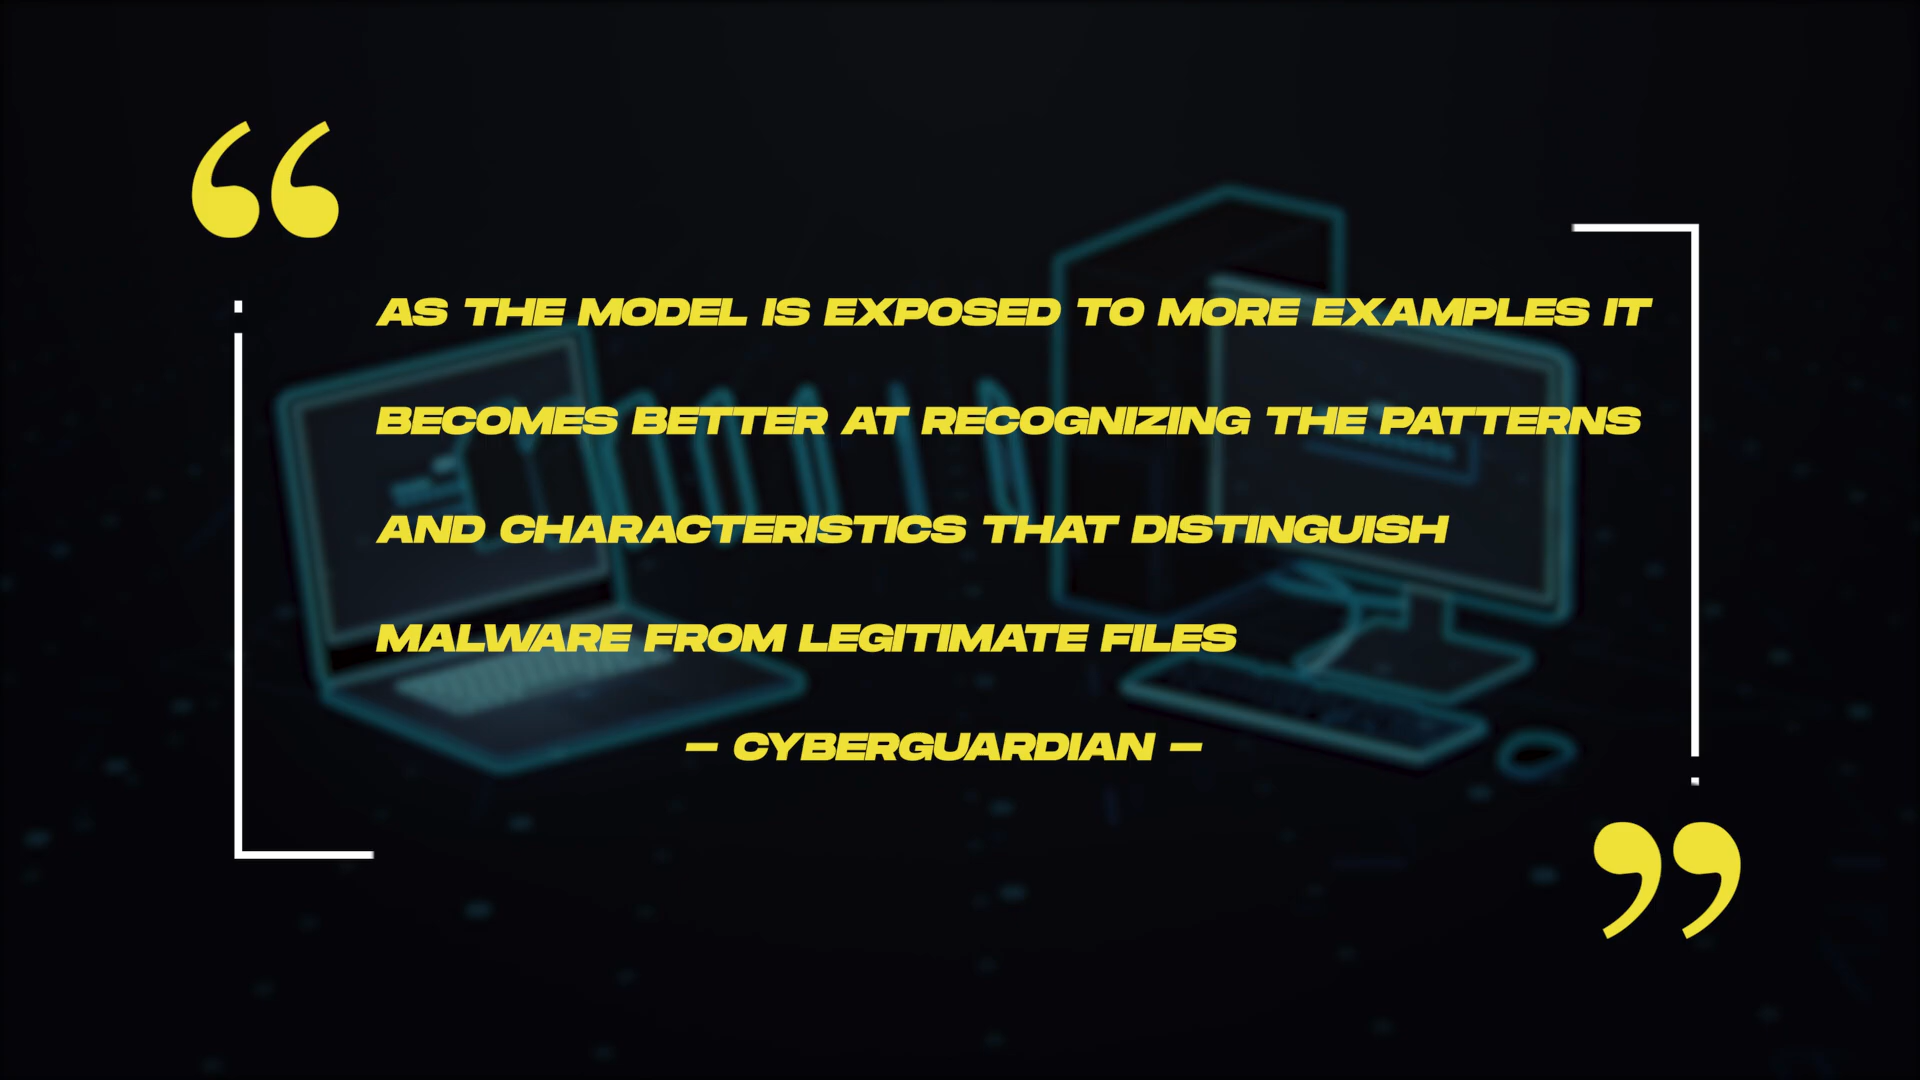 “
AS THE MODEL IS EXPOSED TO MORE EXAMPLES IT
BECOMES BETTER AT RECOGNIZING THE PATTERNS
AND CHARACTERISTICS THAT DISTINGUISH
MALWARE FROM LEGITIMATE FILES
– CYBERGUARDIAN –
”